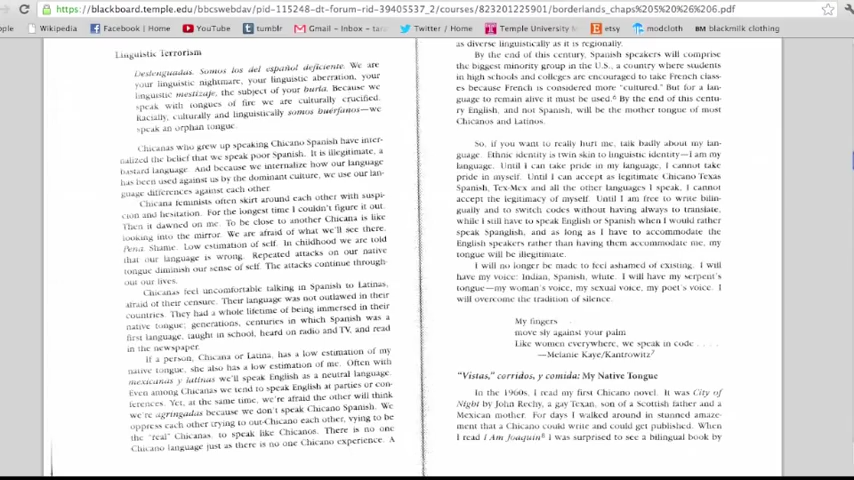 https://blackboard.temple.edu/bbcswebdav/pid-115248-dt-forum-rid-39405537_2/courses/823201225901/borderlands_chaps%205%20%26%206.pdf
ple
Wikipedia
Facebook | Home
YouTube
tumblr
Gmail - Inbox - tara
Twitter / Home
Temple University M
etsy
modcloth
BM blackmilk clothing
Linguistic Terrorism
Deslenguadas. Somos los del español deficiente. We are
your linguistic nightmare, your linguistic aberration, your
linguistic mestizaje, the subject of your burla. Because we
speak with tongues of fire we are culturally crucified.
Racially, culturally and linguistically somos huérfanos—we
speak an orphan tongue.
Chicanas who grew up speaking Chicano Spanish have inter-
nalized the belief that we speak poor Spanish. It is illegitimate, a
bastard language. And because we internalize how our language
has been used against us by the dominant culture, we use our lan-
guage differences against each other.
Chicana feminists often skirt around each other with suspi-
cion and hesitation. For the longest time I couldn't figure it out.
Then it dawned on me. To be close to another Chicana is like
looking into the mirror. We are afraid of what we'll see there.
Pena. Shame. Low estimation of self. In childhood we are told
that our language is wrong. Repeated attacks on our native
tongue diminish our sense of self. The attacks continue through-
out our lives.
Chicanas feel uncomfortable talking in Spanish to Latinas,
afraid of their censure. Their language was not outlawed in their
countries. They had a whole lifetime of being immersed in their
native tongue; generations, centuries in which Spanish was a
first language, taught in school, heard on radio and TV, and read
in the newspaper.
If a person, Chicana or Latina, has a low estimation of my
native tongue, she also has a low estimation of me. Often with
mexicanas y latinas we'll speak English as a neutral language.
Even among Chicanas we tend to speak English at parties or con-
ferences. Yet, at the same time, we're afraid the other will think
we're agringadas because we don't speak Chicano Spanish. We
oppress each other trying to out-Chicano each other, vying to be
the "real" Chicanas, to speak like Chicanos. There is no one
Chicano language just as there is no one Chicano experience. A
as diverse linguistically as it is regionally.
By the end of this century, Spanish speakers will comprise
the biggest minority group in the U.S., a country where students
in high schools and colleges are encouraged to take French class-
es because French is considered more "cultured." But for a lan-
guage to remain alive it must be used.6 By the end of this centu-
ry English, and not Spanish, will be the mother tongue of most
Chicanos and Latinos.
So, if you want to really hurt me, talk badly about my lan-
guage. Ethnic identity is twin skin to linguistic identity—I am my
language. Until I can take pride in my language, I cannot take
pride in myself. Until I can accept as legitimate Chicano Texas
Spanish, Tex-Mex and all the other languages I speak, I cannot
accept the legitimacy of myself. Until I am free to write bilin-
gually and to switch codes without having always to translate,
while I still have to speak English or Spanish when I would rather
speak Spanglish, and as long as I have to accommodate the
English speakers rather than having them accommodate me, my
tongue will be illegitimate.
I will no longer be made to feel ashamed of existing. I will
have my voice: Indian, Spanish, white. I will have my serpent's
tongue—my woman's voice, my sexual voice, my poet's voice. I
will overcome the tradition of silence.
My fingers
move sly against your palm
Like women everywhere, we speak in code . . . .
—Melanie Kaye/Kantrowitz7
"Vistas," corridos, y comida: My Native Tongue
In the 1960s, I read my first Chicano novel. It was City of
Night by John Rechy, a gay Texan, son of a Scottish father and a
Mexican mother. For days I walked around in stunned amaze-
ment that a Chicano could write and could get published. When
I read I Am Joaquín8 I was surprised to see a bilingual book by